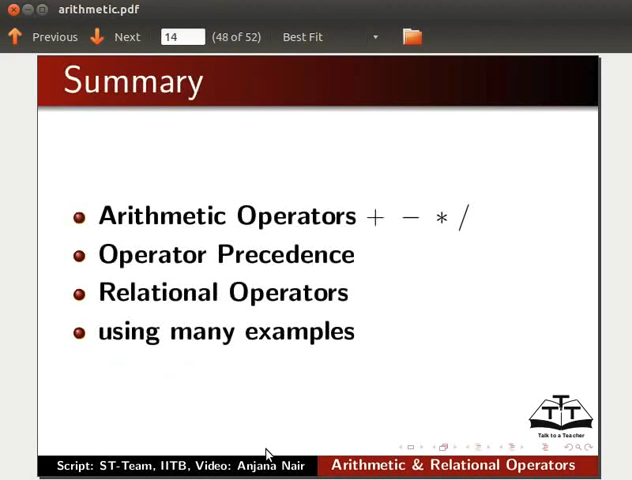 arithmetic.pdf
Previous Next 14 (48 of 52) Best Fit
Summary
Arithmetic Operators + − ∗ /
Operator Precedence
Relational Operators
using many examples
TTT
Talk to a Teacher
Script: ST-Team, IITB, Video: Anjana Nair Arithmetic & Relational Operators